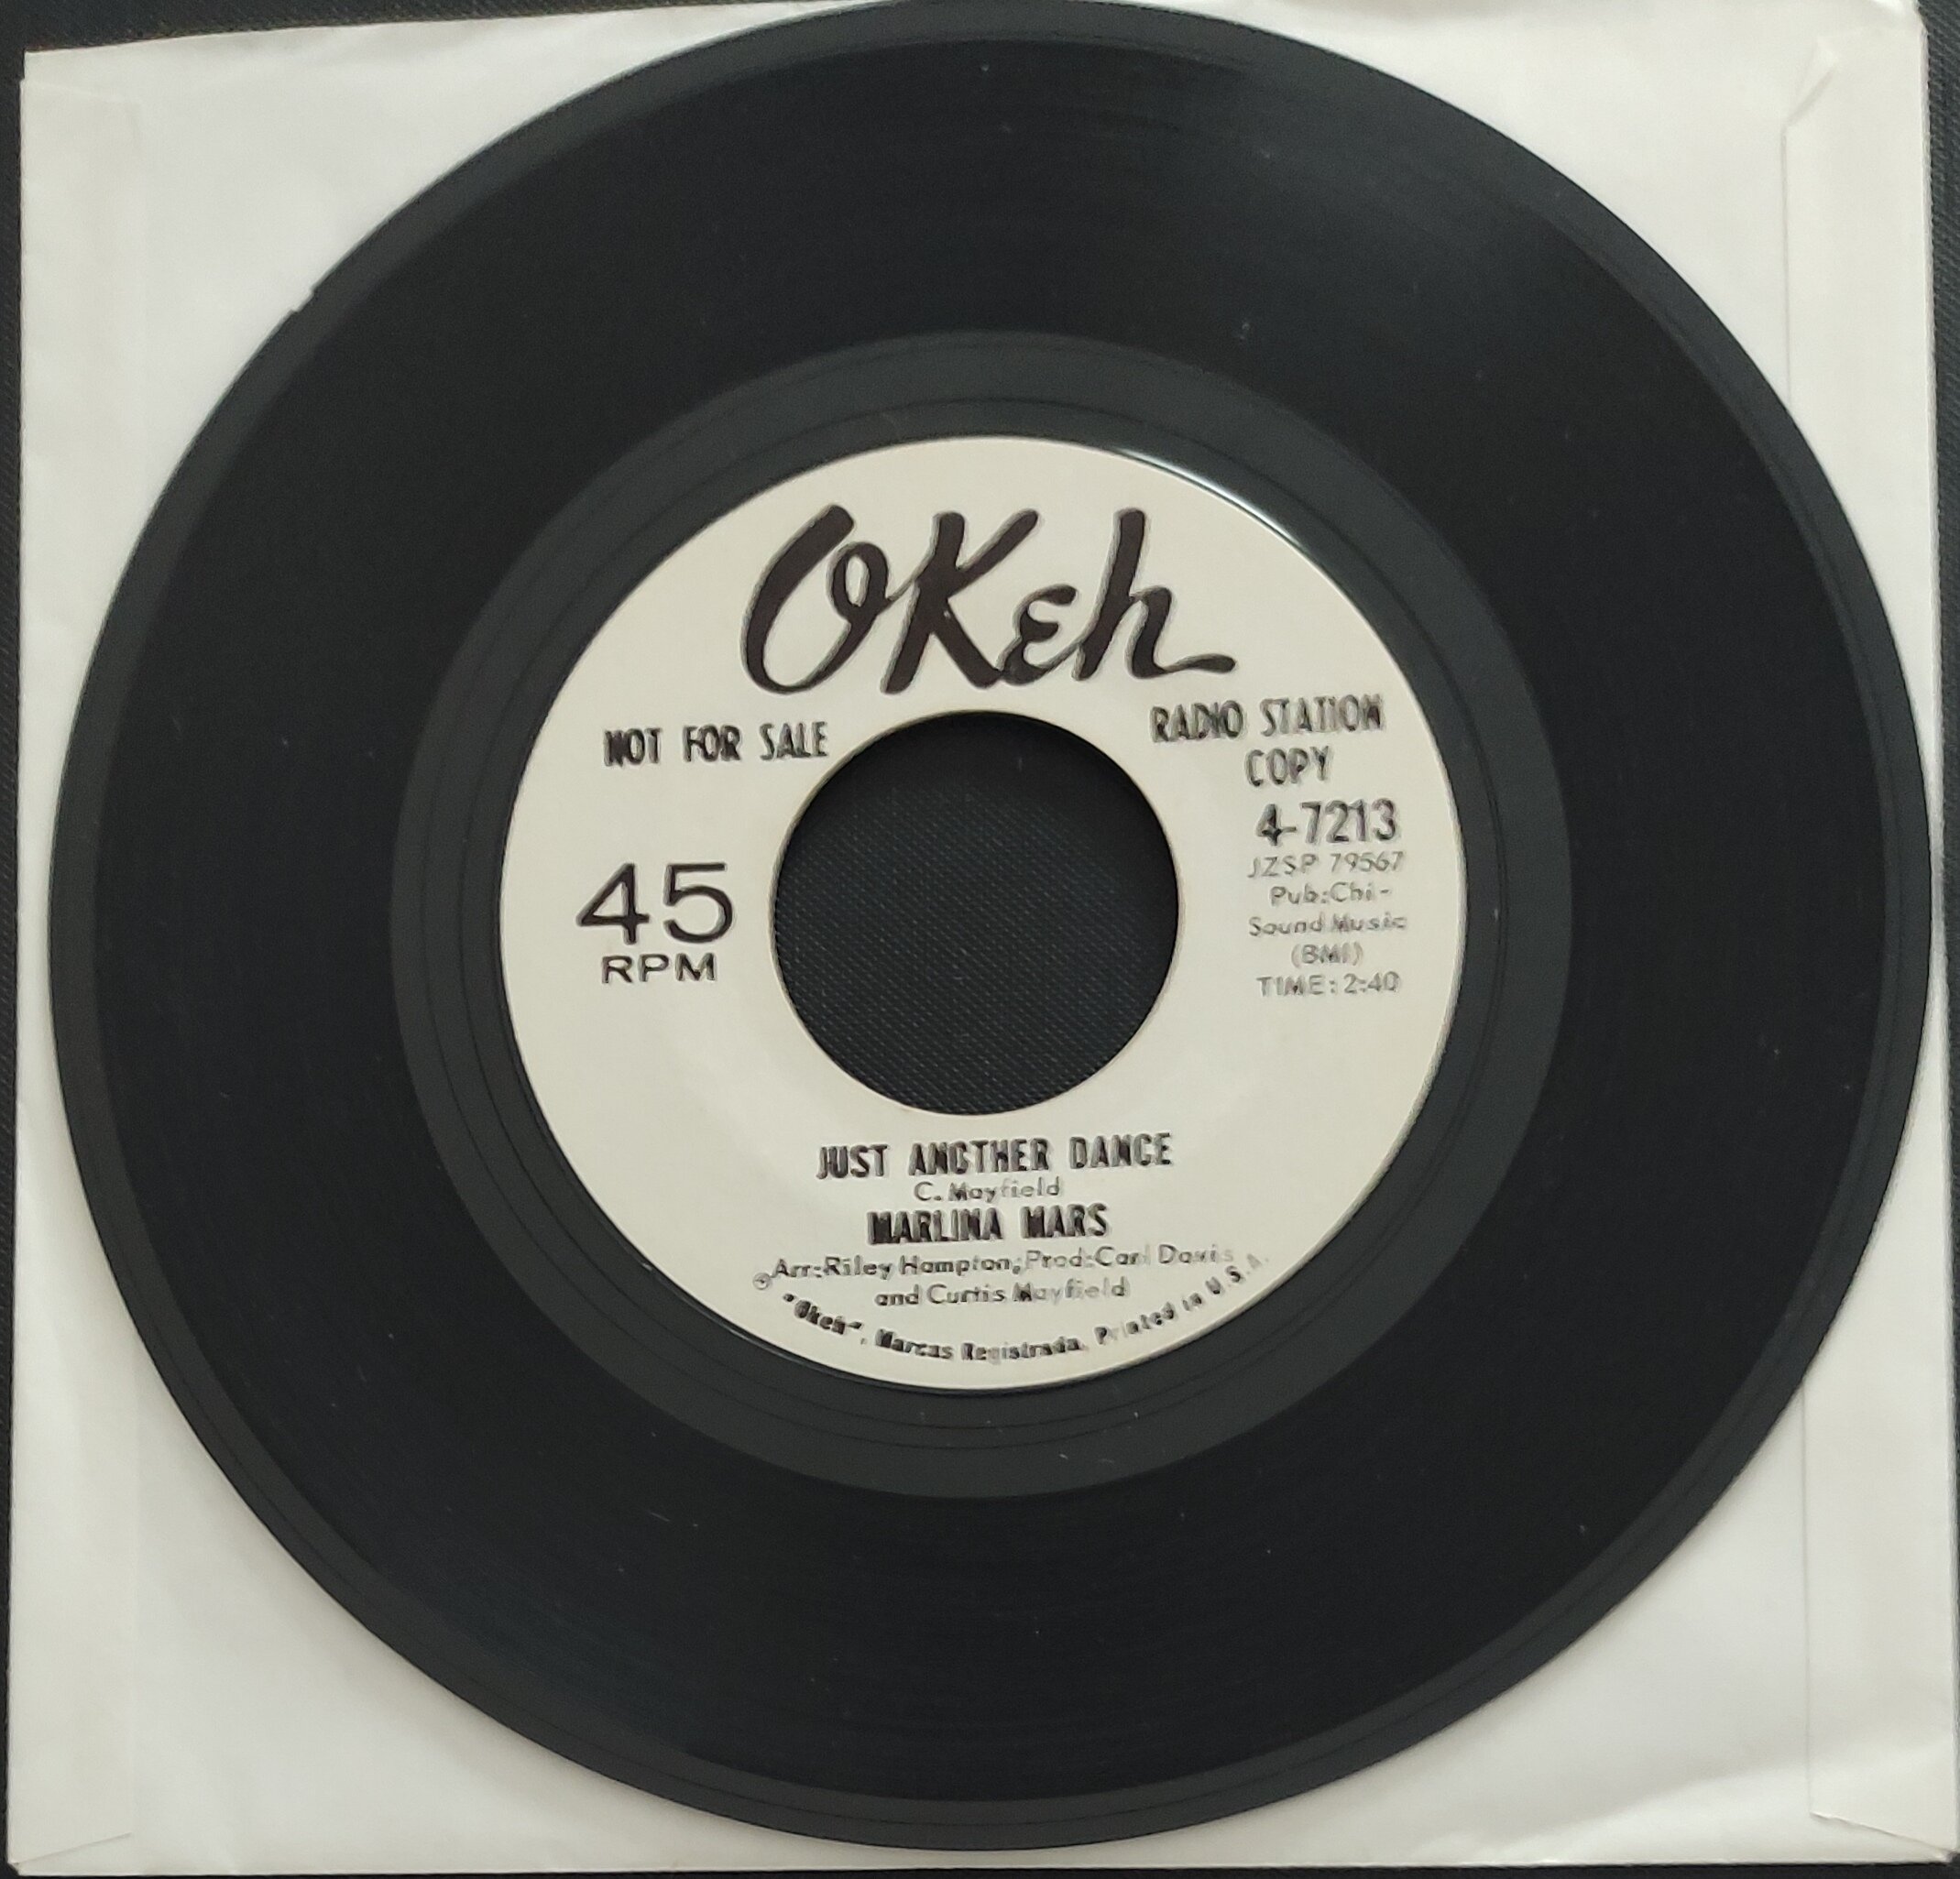 OKeh
NOT FOR SALE
RADIO STATION
COPY
4-7213
JZSP 79567
Pub:Chi-
Sound Music
(BMI)
TIME: 2:40
45
RPM
JUST ANOTHER DANCE
C. Mayfield
MARLINA MARS
Arr:Riley Hampton;Prod:Carl Davis
and Curtis Mayfield
℗ "Okeh", Marcas Registrada. Printed in U.S.A.